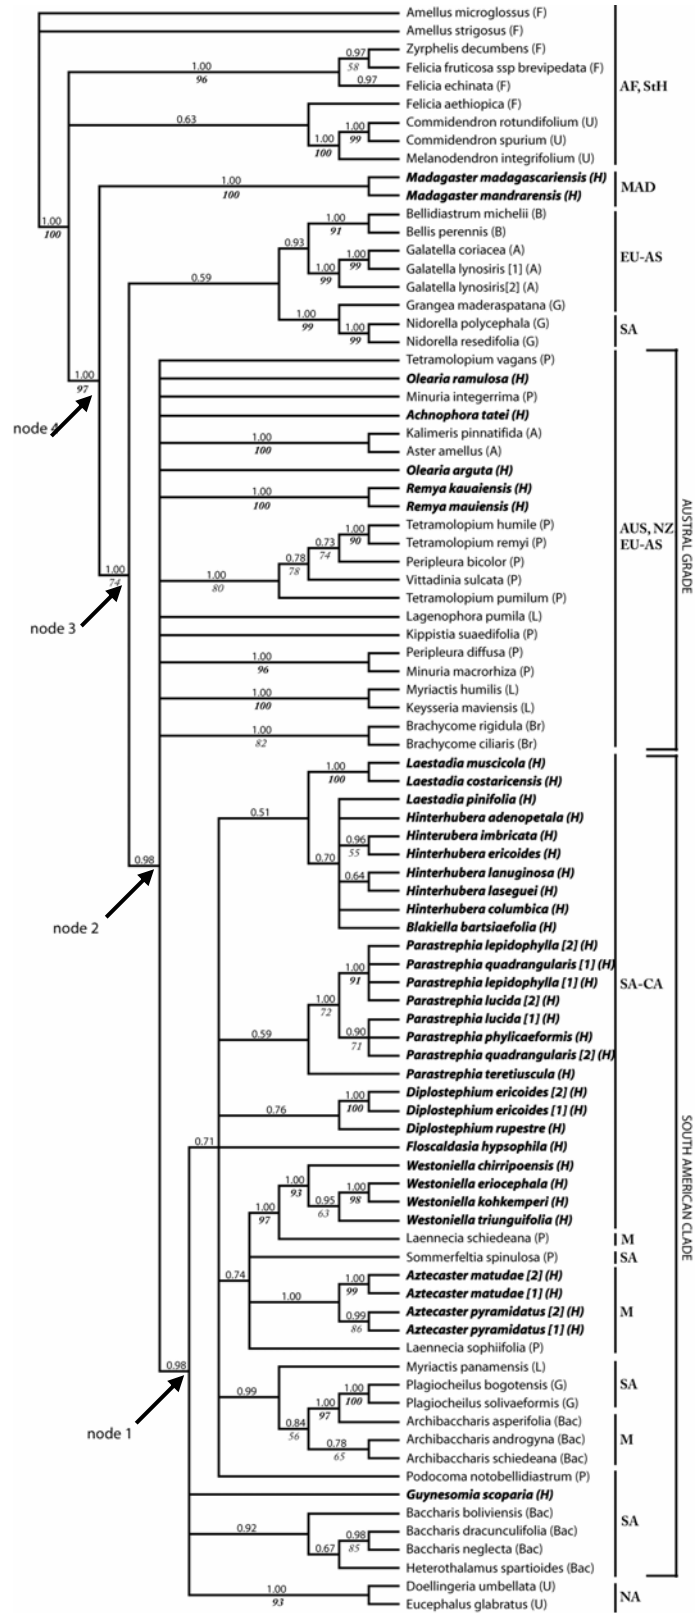 Amellus microglossus (F)
Amellus strigosus (F)
0.97
Zyrphelis decumbens (F)
1.00
58
Felicia fruticosa ssp brevipedata (F)
96
0.97
Felicia echinata (F)
AF, StH
Felicia aethiopica (F)
0.63
1.00
Commidendron rotundifolium (U)
1.00
99
Commidendron spurium (U)
100
Melanodendron integrifolium (U)
1.00
Madagaster madagascariensis (H)
MAD
100
Madagaster mandrarensis (H)
1.00
100
1.00
Bellidiastrum michelii (B)
0.93
91
Bellis perennis (B)
1.00
Galatella coriacea (A)
EU-AS
0.59
1.00
99
Galatella lynosiris [1] (A)
99
Galatella lynosiris[2] (A)
1.00
Grangea maderaspatana (G)
99
1.00
Nidorella polycephala (G)
SA
99
Nidorella resedifolia (G)
Tetramolopium vagans (P)
1.00
97
Olearia ramulosa (H)
Minuria integerrima (P)
node 4
Achnophora tatei (H)
1.00
Kalimeris pinnatifida (A)
100
Aster amellus (A)
Olearia arguta (H)
1.00
Remya kauaiensis (H)
100
Remya mauiensis (H)
1.00
Tetramolopium humile (P)
AUS, NZ
0.73
90
Tetramolopium remyi (P)
EU-AS
AUSTRAL GRADE
0.78
74
Peripleura bicolor (P)
1.00
78
Vittadinia sulcata (P)
1.00
74
80
Tetramolopium pumilum (P)
node 3
Lagenophora pumila (L)
Kippistia suaedifolia (P)
1.00
Peripleura diffusa (P)
96
Minuria macrorhiza (P)
1.00
Myriactis humilis (L)
100
Keysseria maviensis (L)
1.00
Brachycome rigidula (Br)
82
Brachycome ciliaris (Br)
1.00
Laestadia muscicola (H)
100
Laestadia costaricensis (H)
0.51
Laestadia pinifolia (H)
Hinterhubera adenopetala (H)
0.96
Hinterubera imbricata (H)
0.98
0.70
55
Hinterhubera ericoides (H)
0.64
Hinterhubera lanuginosa (H)
Hinterhubera laseguei (H)
node 2
Hinterhubera columbica (H)
Blakiella bartsiaefolia (H)
Parastrephia lepidophylla [2] (H)
1.00
Parastrephia quadrangularis [1] (H)
91
Parastrephia lepidophylla [1] (H)
SA-CA
1.00
Parastrephia lucida [2] (H)
72
Parastrephia lucida [1] (H)
0.59
0.90
Parastrephia phylicaeformis (H)
71
Parastrephia quadrangularis [2] (H)
Parastrephia teretiuscula (H)
1.00
Diplostephium ericoides [2] (H)
0.76
100
Diplostephium ericoides [1] (H)
Diplostephium rupestre (H)
0.71
Floscaldasia hypsophila (H)
SOUTH AMERICAN CLADE
Westoniella chirripoensis (H)
1.00
93
1.00
Westoniella eriocephala (H)
0.95
98
Westoniella kohkemperi (H)
1.00
63
Westoniella triunguifolia (H)
97
Laennecia schiedeana (P)
M
Sommerfeltia spinulosa (P)
SA
0.74
1.00
Aztecaster matudae [2] (H)
1.00
99
Aztecaster matudae [1] (H)
0.99
Aztecaster pyramidatus [2] (H)
M
86
Aztecaster pyramidatus [1] (H)
Laennecia sophiifolia (P)
0.98
Myriactis panamensis (L)
0.99
1.00
Plagiocheilus bogotensis (G)
SA
1.00
100
Plagiocheilus solivaeformis (G)
0.84
97
Archibaccharis asperifolia (Bac)
node 1
56
0.78
Archibaccharis androgyna (Bac)
M
65
Archibaccharis schiedeana (Bac)
Podocoma notobellidiastrum (P)
Guynesomia scoparia (H)
Baccharis boliviensis (Bac)
SA
0.92
0.98
Baccharis dracunculifolia (Bac)
0.67
85
Baccharis neglecta (Bac)
Heterothalamus spartioides (Bac)
1.00
Doellingeria umbellata (U)
NA
93
Eucephalus glabratus (U)